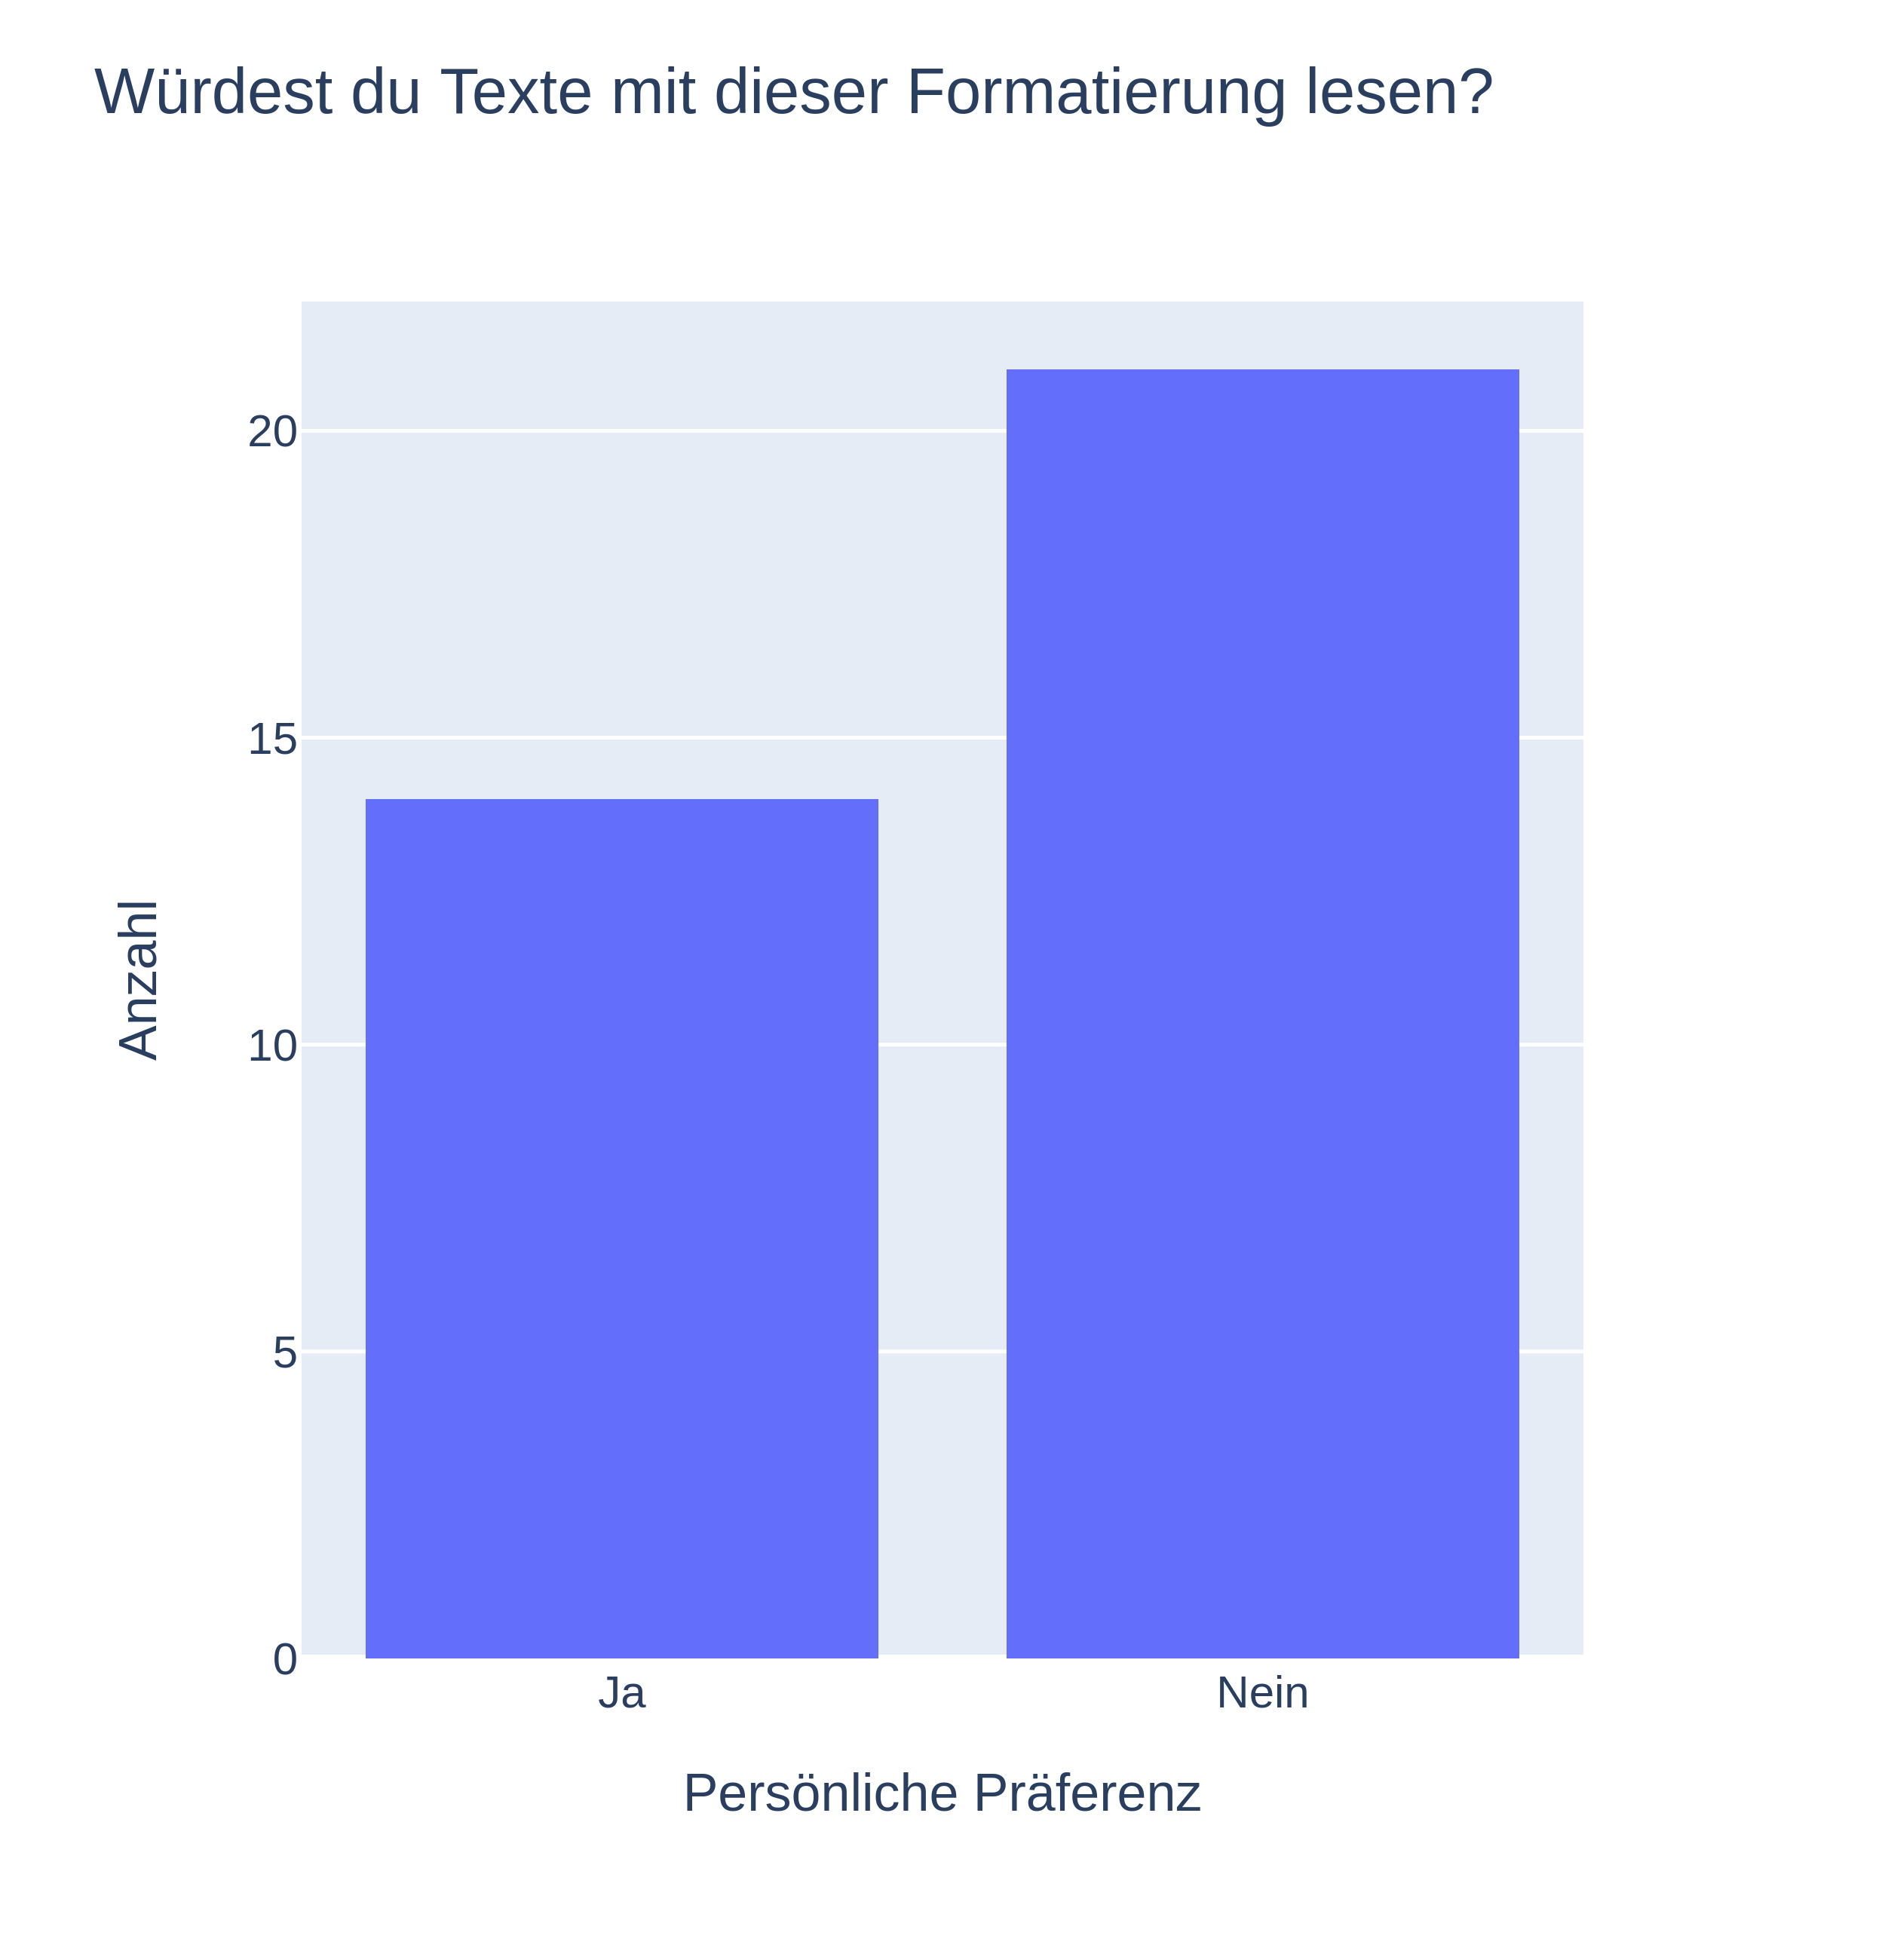 Würdest du Texte mit dieser Formatierung lesen?
20
15
10
5
0
Anzahl
Ja Nein
Persönliche Präferenz